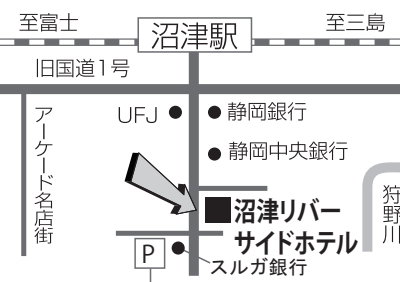 至富士
至三島
沼津駅
旧国道1号
UFJ
静岡銀行
静岡中央銀行
アーケード名店街
狩野川
沼津リバー
サイドホテル
P
スルガ銀行